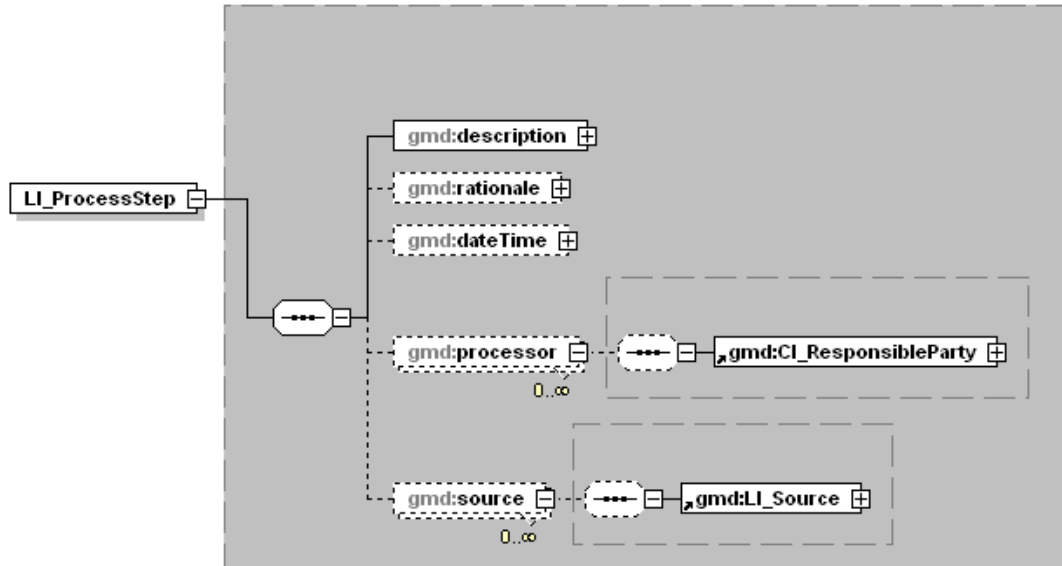 gmd:description
gmd:rationale
LI_ProcessStep
gmd:dateTime
gmd:processor
gmd:CI_ResponsibleParty
0..∞
gmd:source
gmd:LI_Source
0..∞